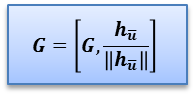 G = [G, h_ū / ‖h_ū‖]